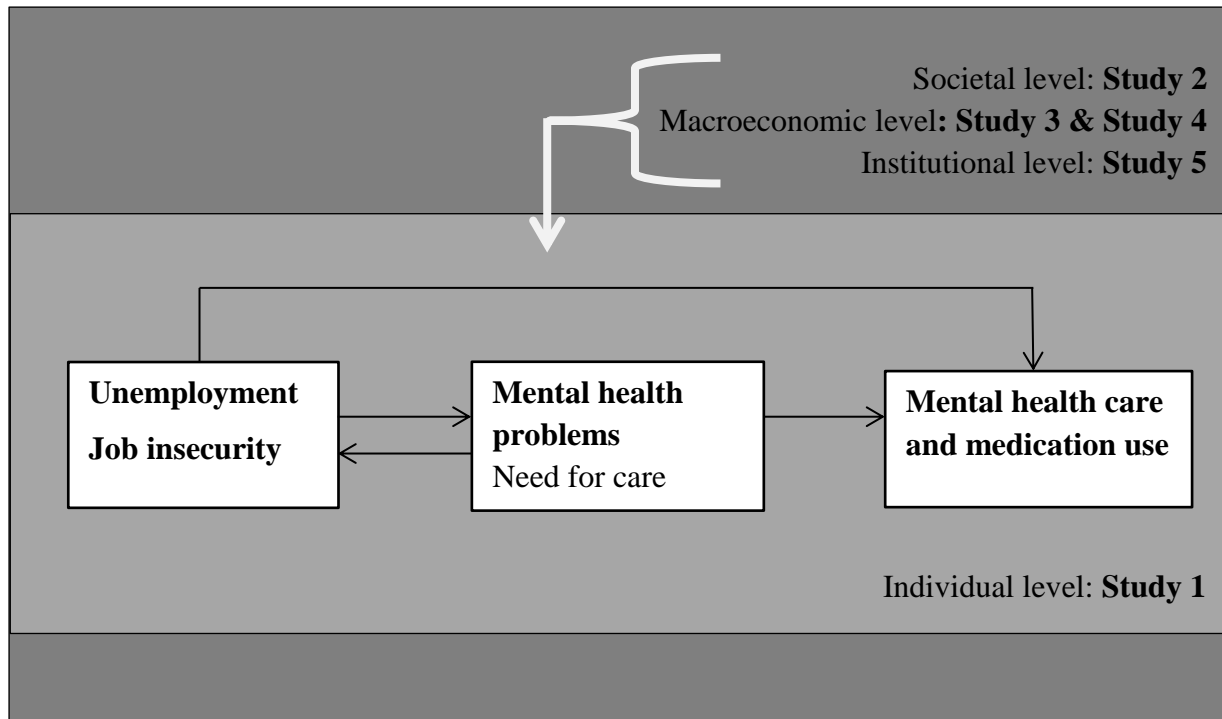 Societal level: Study 2
Macroeconomic level: Study 3 & Study 4
Institutional level: Study 5
Unemployment
Job insecurity
Mental health
problems
Need for care
Mental health care
and medication use
Individual level: Study 1